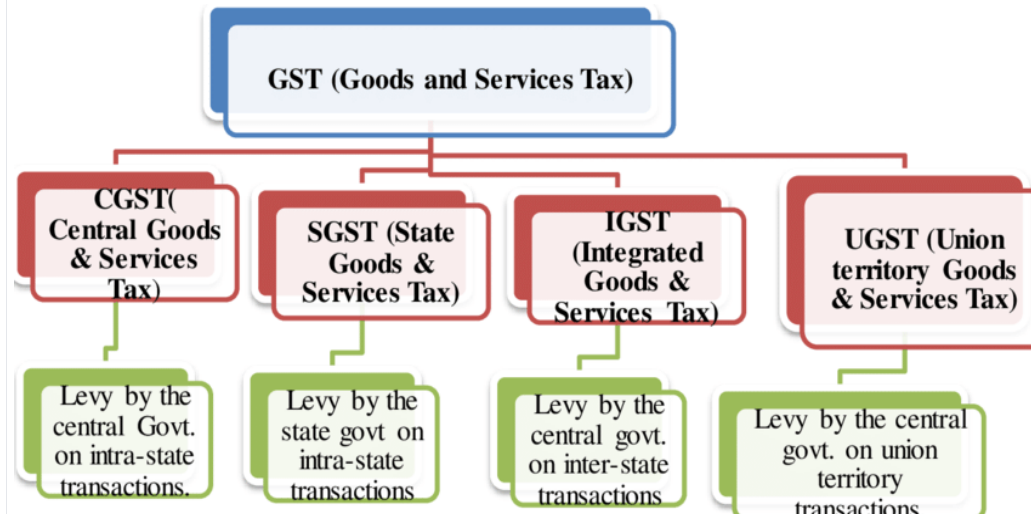 GST (Goods and Services Tax)
CGST(
Central Goods
& Services
Tax)
SGST (State
Goods &
Services Tax)
IGST
(Integrated
Goods &
Services Tax)
UGST (Union
territory Goods
& Services Tax)
Levy by the
central Govt.
on intra-state
transactions.
Levy by the
state govt on
intra-state
transactions
Levy by the
central govt.
on inter-state
transactions
Levy by the central
govt. on union
territory
transactions